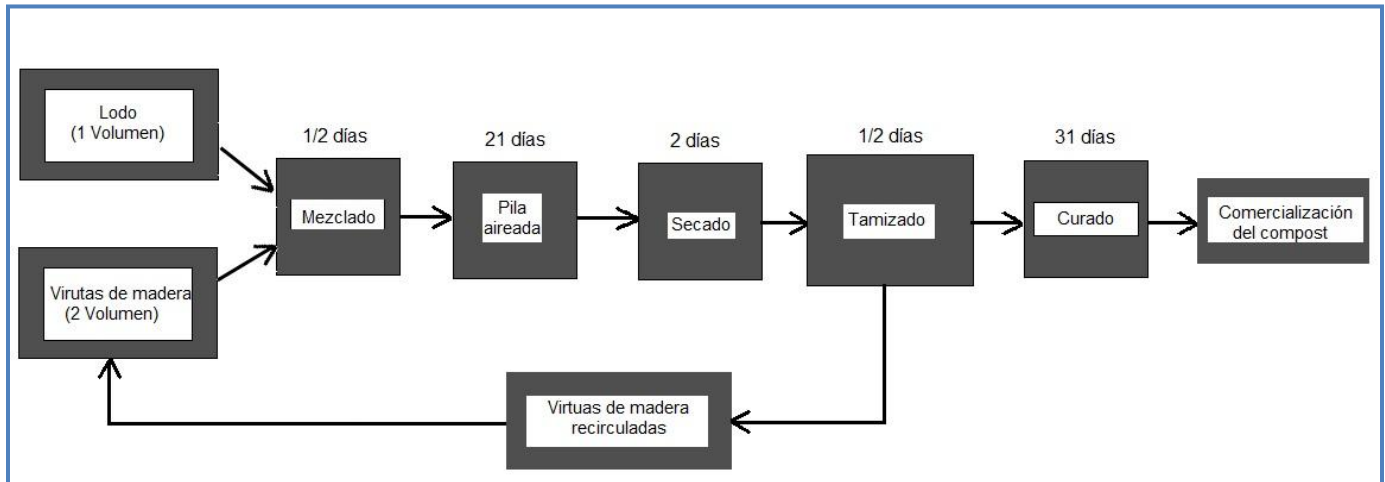 Lodo
(1 Volumen)
1/2 días
21 días
2 días
1/2 días
31 días
Mezclado
Pila
aireada
Secado
Tamizado
Curado
Comercialización
del compost
Virutas de madera
(2 Volumen)
Virtuas de madera
recirculadas